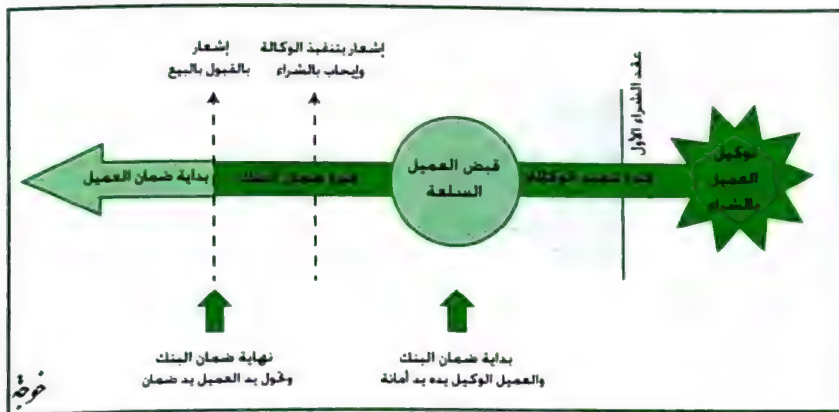 إشعار بتنفيذ الوكالة
وإيجاب بالشراء
إشعار
بالقبول بالبيع
عقد الشراء الأول
توكيل
العميل
بالشراء
فترة تنفيذ الوكالة
قبض العميل
السلعة
فترة ضمان البنك
بداية ضمان العميل
بداية ضمان البنك
والعميل الوكيل يده يد أمانة
نهاية ضمان البنك
وتحول يد العميل يد ضمان